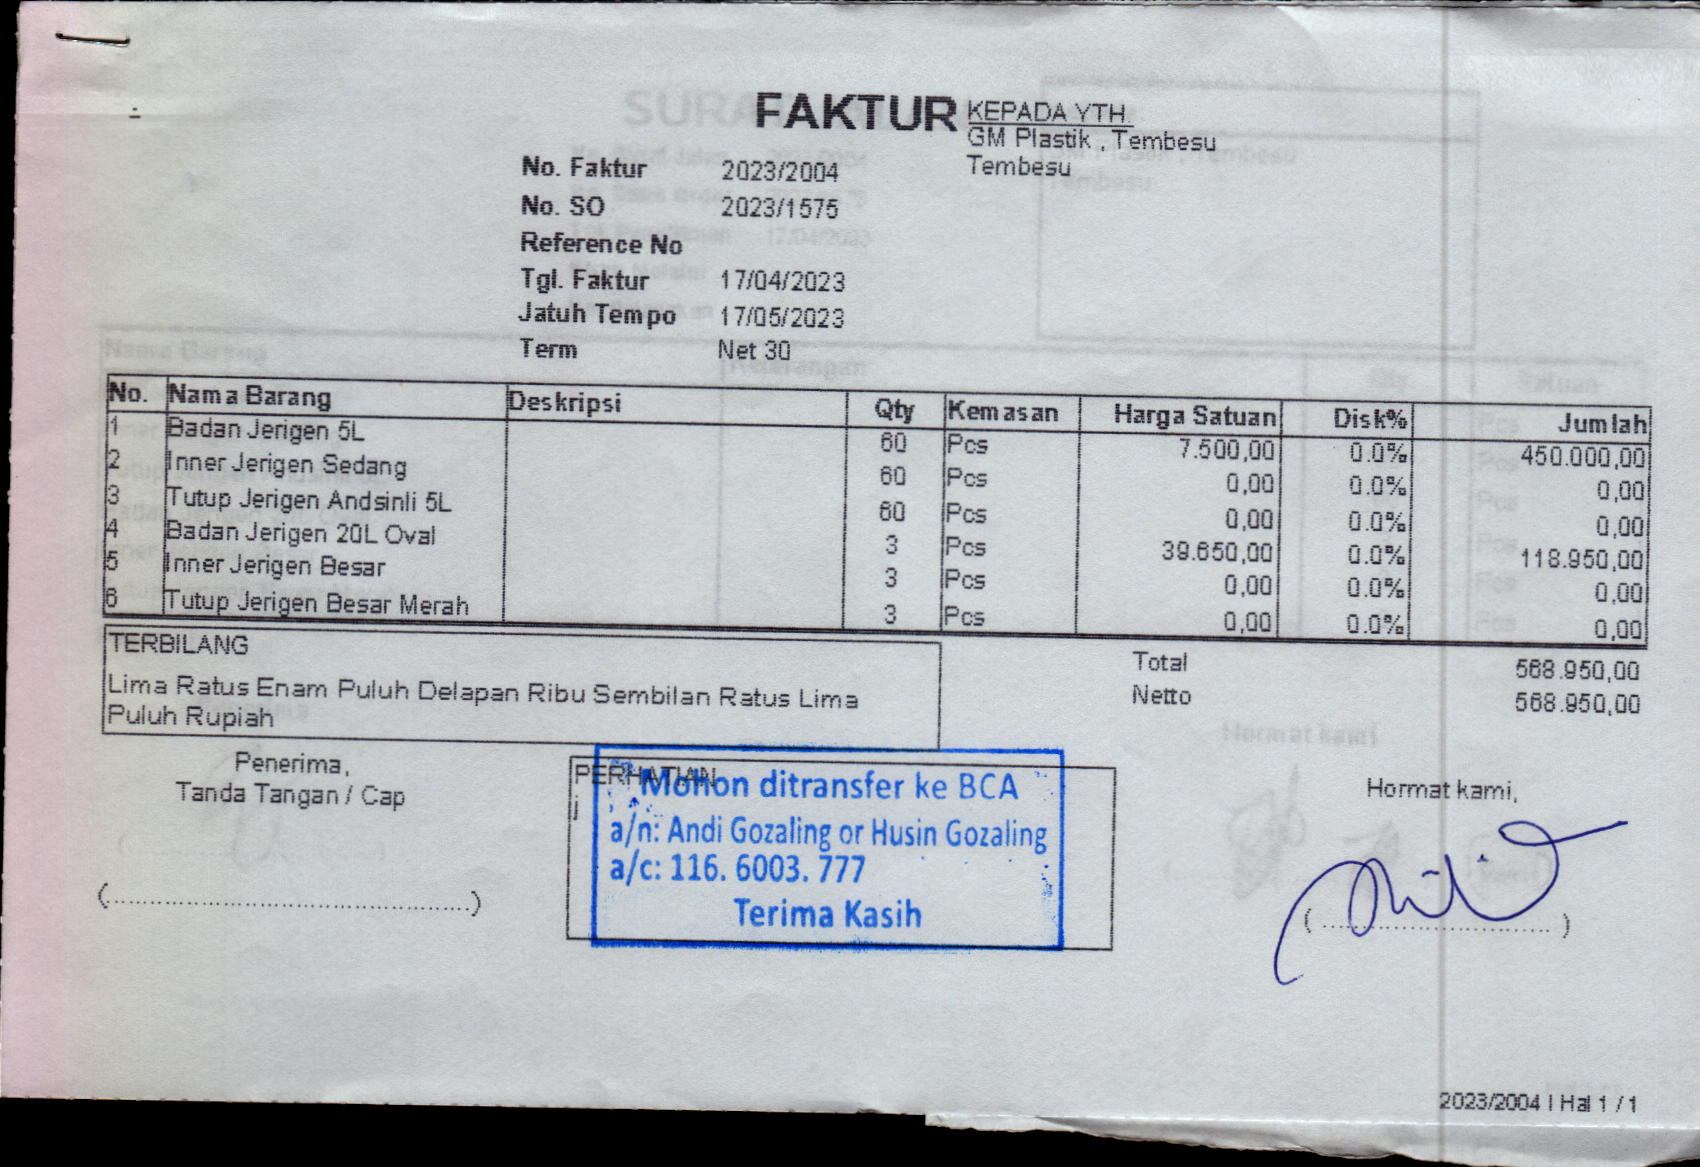 FAKTUR
KEPADA YTH.
GM Plastik , Tembesu
Tembesu
No. Faktur 2023/2004
No. SO 2023/1575
Reference No
Tgl. Faktur 17/04/2023
Jatuh Tempo 17/05/2023
Term Net 30
No. Nama Barang Deskripsi Qty Kemasan Harga Satuan Disk% Jumlah
1 Badan Jerigen 5L 60 Pcs 7.500,00 0.0% 450.000,00
2 Inner Jerigen Sedang 60 Pcs 0,00 0.0% 0,00
3 Tutup Jerigen Andsinli 5L 60 Pcs 0,00 0.0% 0,00
4 Badan Jerigen 20L Oval 3 Pcs 39.650,00 0.0% 118.950,00
5 Inner Jerigen Besar 3 Pcs 0,00 0.0% 0,00
6 Tutup Jerigen Besar Merah 3 Pcs 0,00 0.0% 0,00
TERBILANG
Lima Ratus Enam Puluh Delapan Ribu Sembilan Ratus Lima
Puluh Rupiah
Total 568.950,00
Netto 568.950,00
Penerima,
Tanda Tangan / Cap
(............................................)
PERHATIAN
j
Mohon ditransfer ke BCA
a/n: Andi Gozaling or Husin Gozaling
a/c: 116. 6003. 777
Terima Kasih
Hormat kami,
(............................)
2023/2004 | Hal 1 / 1